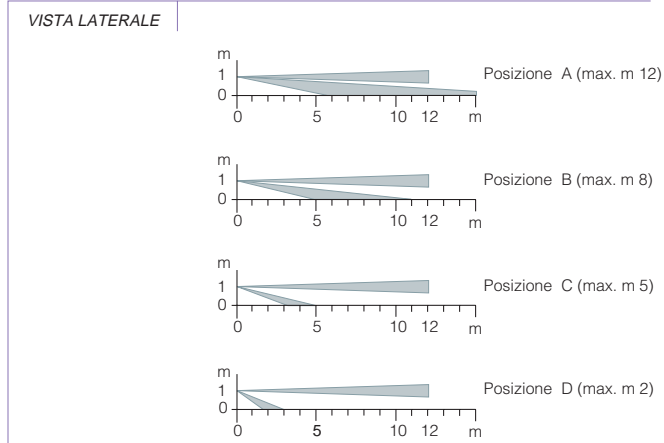 VISTA LATERALE
m
1
0
0 5 10 12 m
Posizione A (max. m 12)
m
1
0
0 5 10 12 m
Posizione B (max. m 8)
m
1
0
0 5 10 12 m
Posizione C (max. m 5)
m
1
0
0 5 10 12 m
Posizione D (max. m 2)